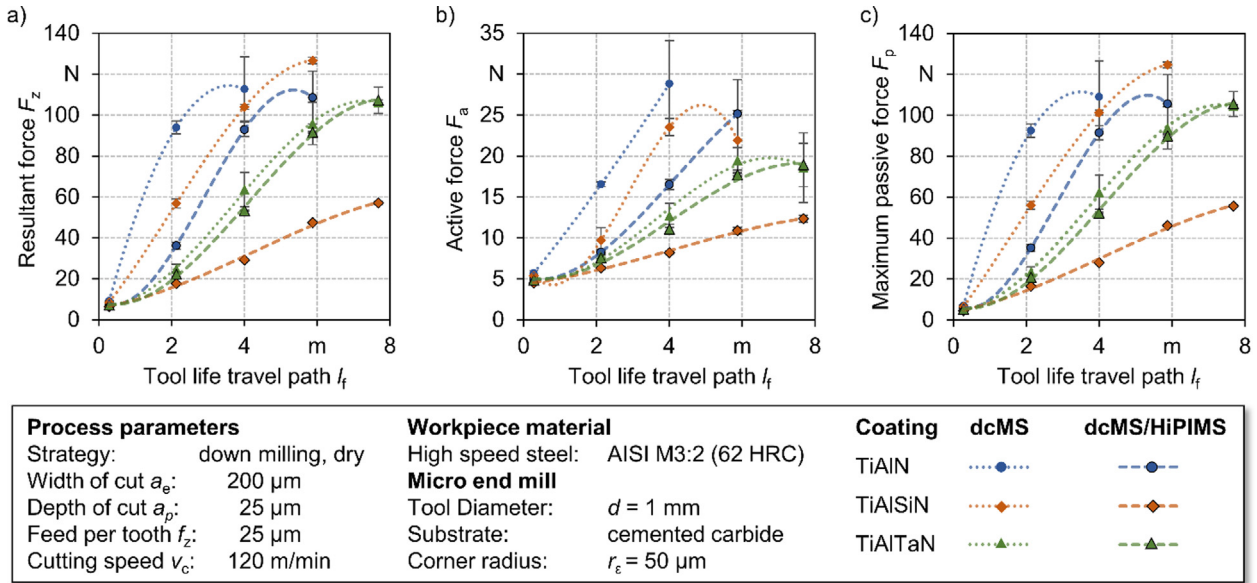 a)
140
N
100
80
60
40
20
0
Resultant force Fz
0 2 4 m 8
Tool life travel path lf
b)
35
N
25
20
15
10
5
0
Active force Fa
0 2 4 m 8
Tool life travel path lf
c)
140
N
100
80
60
40
20
0
Maximum passive force Fp
0 2 4 m 8
Tool life travel path lf
Process parameters
Strategy: down milling, dry
Width of cut ae: 200 µm
Depth of cut ap: 25 µm
Feed per tooth fz: 25 µm
Cutting speed vc: 120 m/min
Workpiece material
High speed steel: AISI M3:2 (62 HRC)
Micro end mill
Tool Diameter: d = 1 mm
Substrate: cemented carbide
Corner radius: rε = 50 µm
Coating dcMS dcMS/HiPIMS
TiAlN
TiAlSiN
TiAlTaN